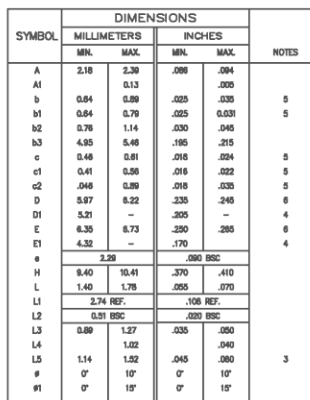 DIMENSIONS
SYMBOL MILLIMETERS INCHES
MIN. MAX. MIN. MAX. NOTES
A 2.18 2.39 .086 .094
A1 0.13 .005
b 0.64 0.89 .025 .035 5
b1 0.64 0.79 .025 0.031 5
b2 0.76 1.14 .030 .045
b3 4.95 5.46 .195 .215
c 0.46 0.61 .018 .024 5
c1 0.41 0.56 .016 .022 5
c2 .046 0.89 .018 .035 5
D 5.97 6.22 .235 .245 6
D1 5.21 – .205 – 4
E 6.35 6.73 .250 .265 6
E1 4.32 – .170 4
e 2.29 .090 BSC
H 9.40 10.41 .370 .410
L 1.40 1.78 .055 .070
L1 2.74 REF. .108 REF.
L2 0.51 BSC .020 BSC
L3 0.89 1.27 .035 .050
L4 1.02 .040
L5 1.14 1.52 .045 .060 3
ø 0° 10° 0° 10°
ø1 0° 15° 0° 15°